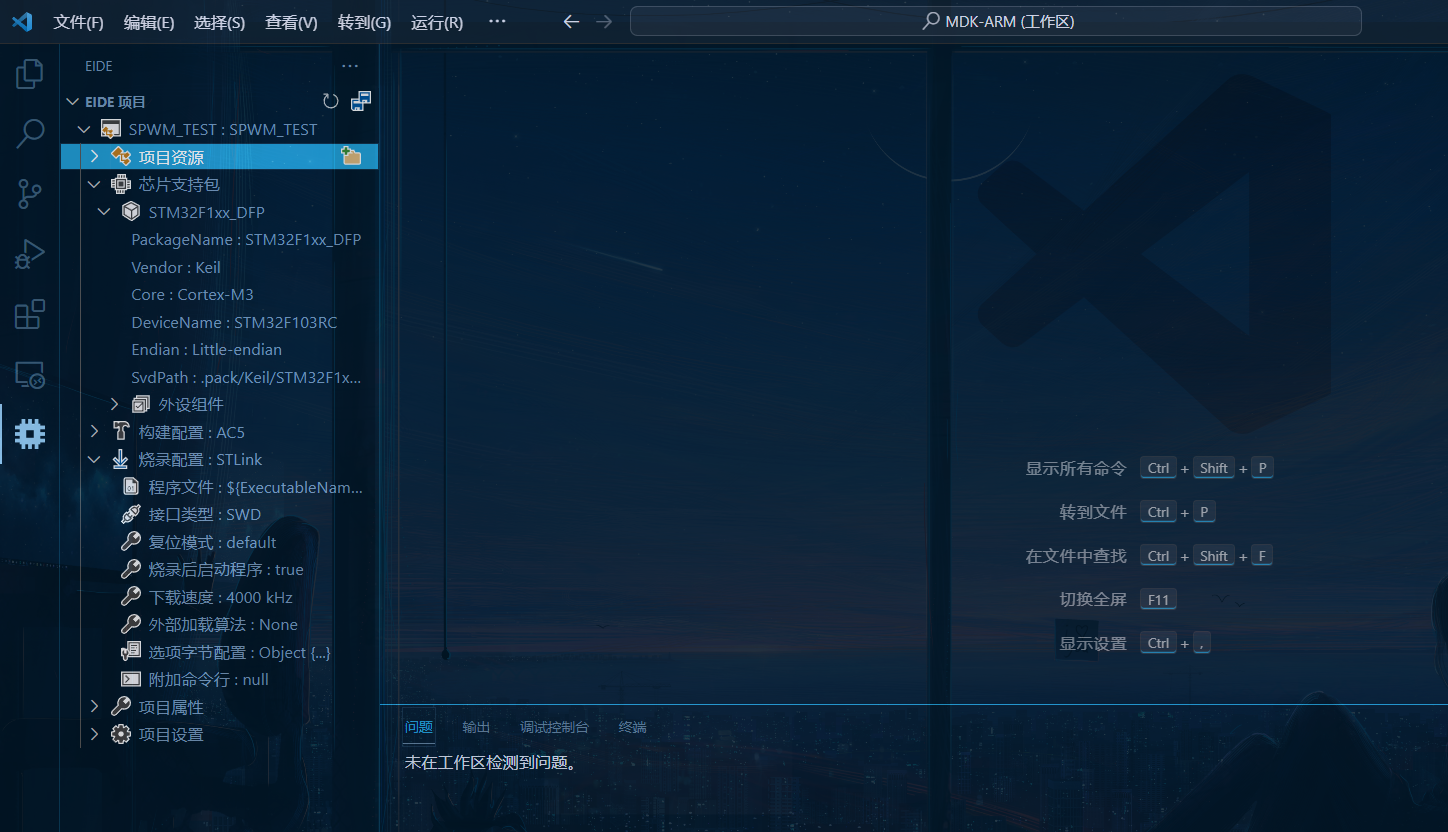 文件(F) 编辑(E) 选择(S) 查看(V) 转到(G) 运行(R) ··· MDK-ARM (工作区)
EIDE ···
EIDE 项目
SPWM_TEST : SPWM_TEST
项目资源
芯片支持包
STM32F1xx_DFP
PackageName : STM32F1xx_DFP
Vendor : Keil
Core : Cortex-M3
DeviceName : STM32F103RC
Endian : Little-endian
SvdPath : .pack/Keil/STM32F1x...
外设组件
构建配置 : AC5
烧录配置 : STLink
程序文件 : ${ExecutableNam...
接口类型 : SWD
复位模式 : default
烧录后启动程序 : true
下载速度 : 4000 kHz
外部加载算法 : None
选项字节配置 : Object {...}
附加命令行 : null
项目属性
项目设置
显示所有命令 Ctrl + Shift + P
转到文件 Ctrl + P
在文件中查找 Ctrl + Shift + F
切换全屏 F11
显示设置 Ctrl + ,
问题 输出 调试控制台 终端
未在工作区检测到问题。